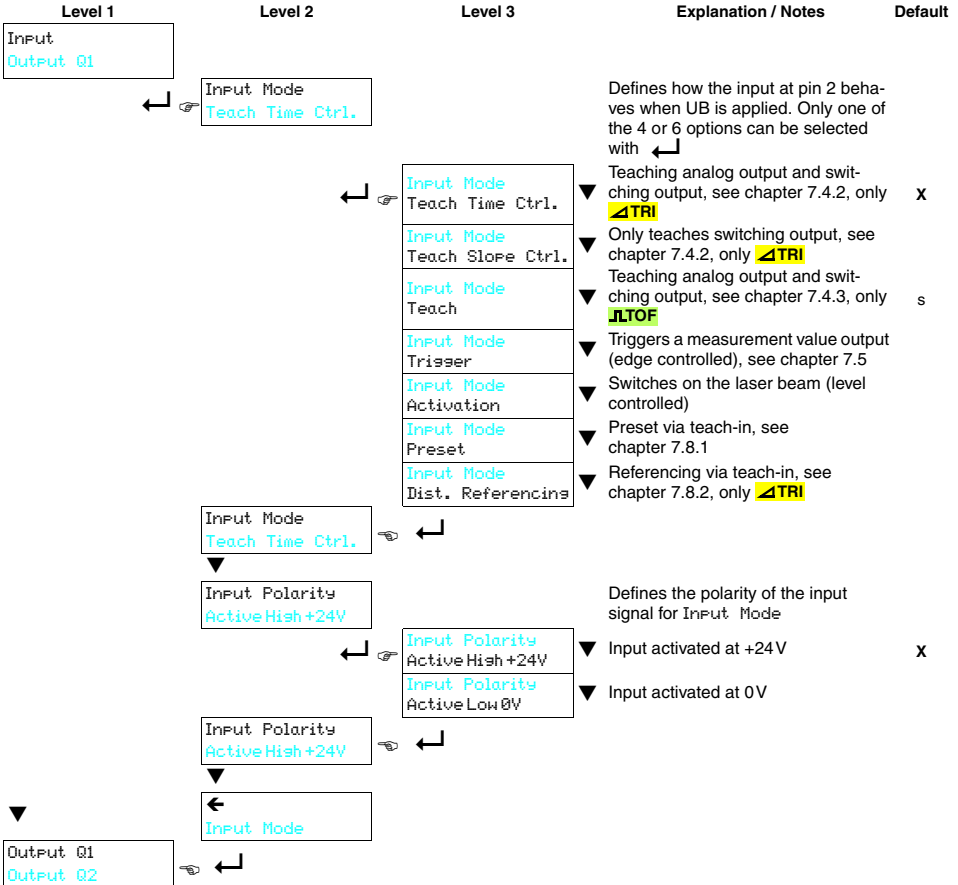 Level 1 Level 2 Level 3 Explanation / Notes Default
Input
Output Q1
Input Mode
Teach Time Ctrl.
Defines how the input at pin 2 beha-
ves when UB is applied. Only one of
the 4 or 6 options can be selected
with
Input Mode
Teach Time Ctrl.
Teaching analog output and swit-
ching output, see chapter 7.4.2, only
TRI
X
Input Mode
Teach Slope Ctrl.
Only teaches switching output, see
chapter 7.4.2, only TRI
Input Mode
Teach
Teaching analog output and swit-
ching output, see chapter 7.4.3, only
TOF
s
Input Mode
Trigger
Triggers a measurement value output
(edge controlled), see chapter 7.5
Input Mode
Activation
Switches on the laser beam (level
controlled)
Input Mode
Preset
Preset via teach-in, see
chapter 7.8.1
Input Mode
Dist. Referencing
Referencing via teach-in, see
chapter 7.8.2, only TRI
Input Mode
Teach Time Ctrl.
Input Polarity
Active High +24V
Defines the polarity of the input
signal for Input Mode
Input Polarity
Active High +24V
Input activated at +24V
X
Input Polarity
Active Low 0V
Input activated at 0V
Input Polarity
Active High +24V
Input Mode
Output Q1
Output Q2